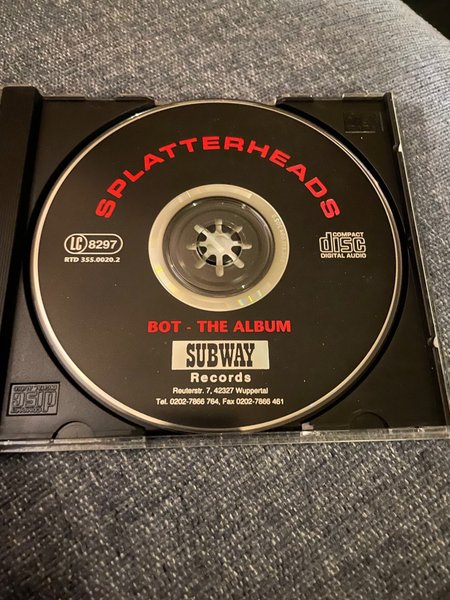 SPLATTERHEADS
LC 8297
RTD 355.0020.2
COMPACT
disc
DIGITAL AUDIO
BOT - THE ALBUM
SUBWAY
Records
Reuterstr. 7, 42327 Wuppertal
Tel. 0202-7866 764, Fax 0202-7866 461